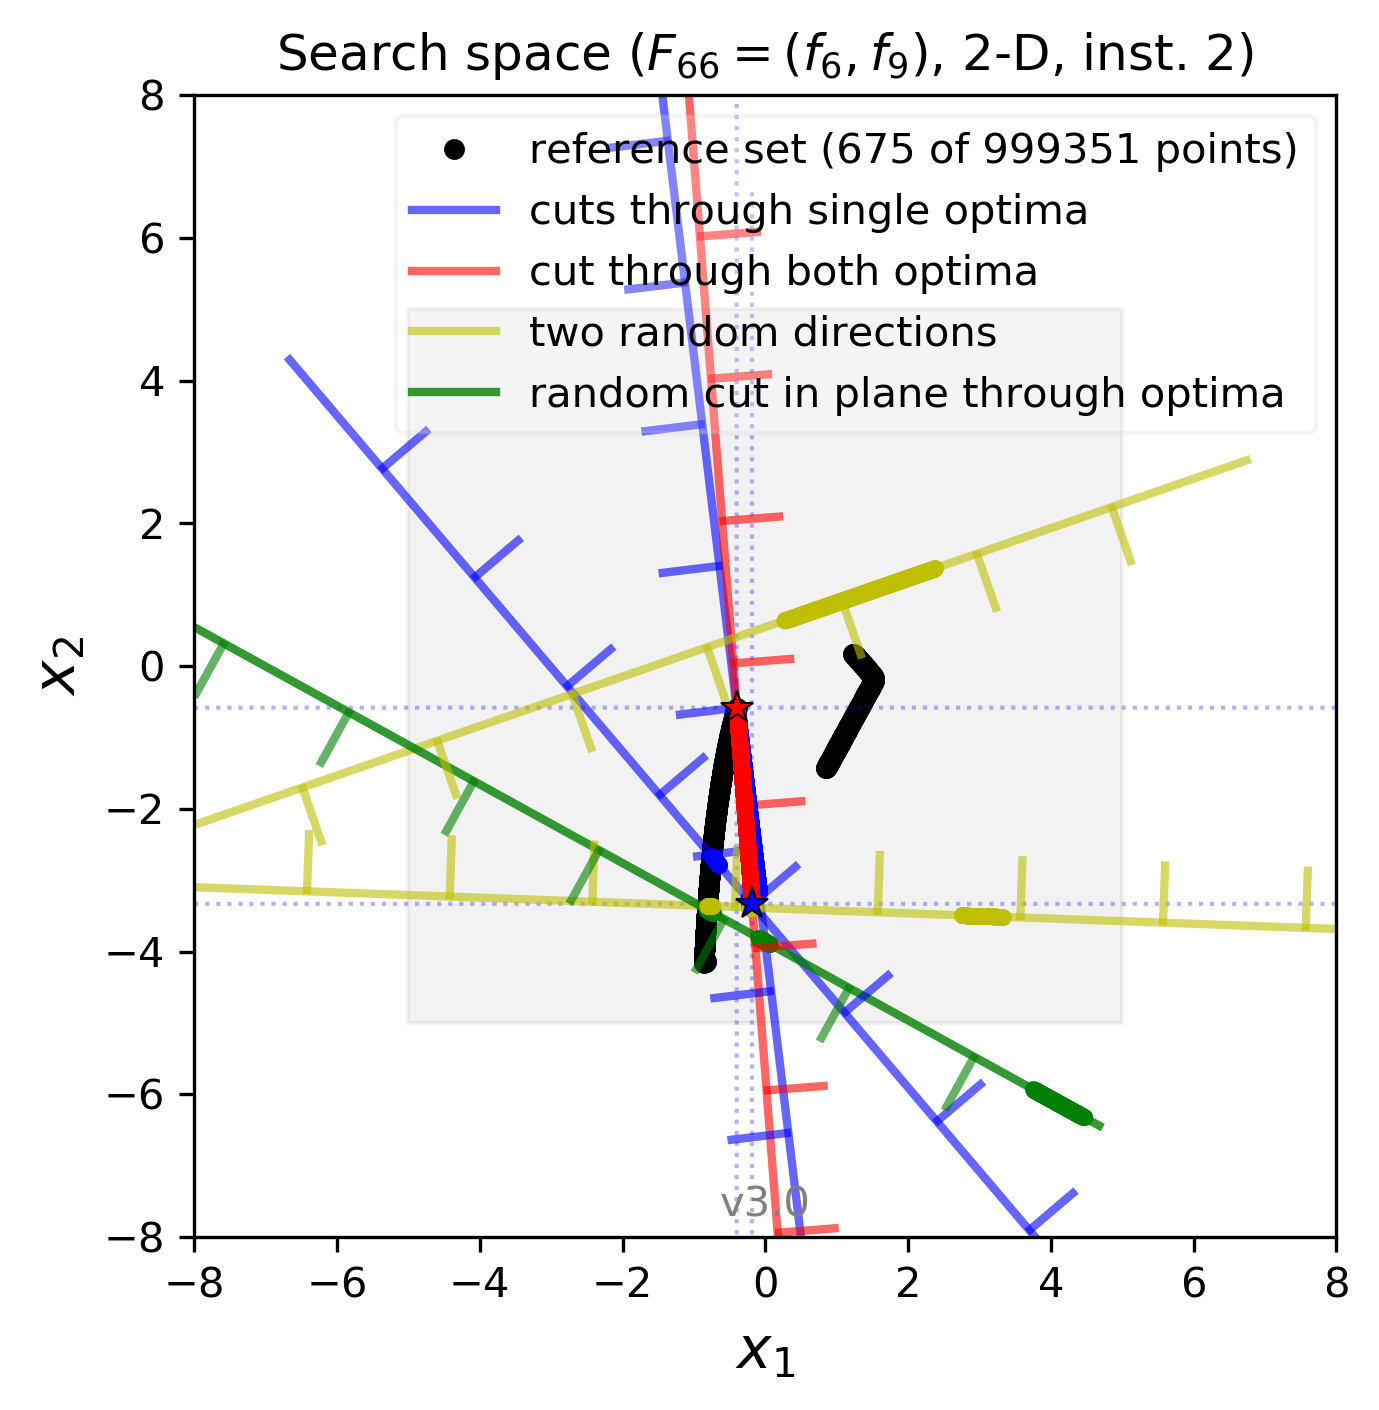 Search space (F66 = (f6, f9), 2-D, inst. 2)
reference set (675 of 999351 points)
cuts through single optima
cut through both optima
two random directions
random cut in plane through optima
8
6
4
2
0
−2
−4
−6
−8
x2
v3.0
−8 −6 −4 −2 0 2 4 6 8
x1